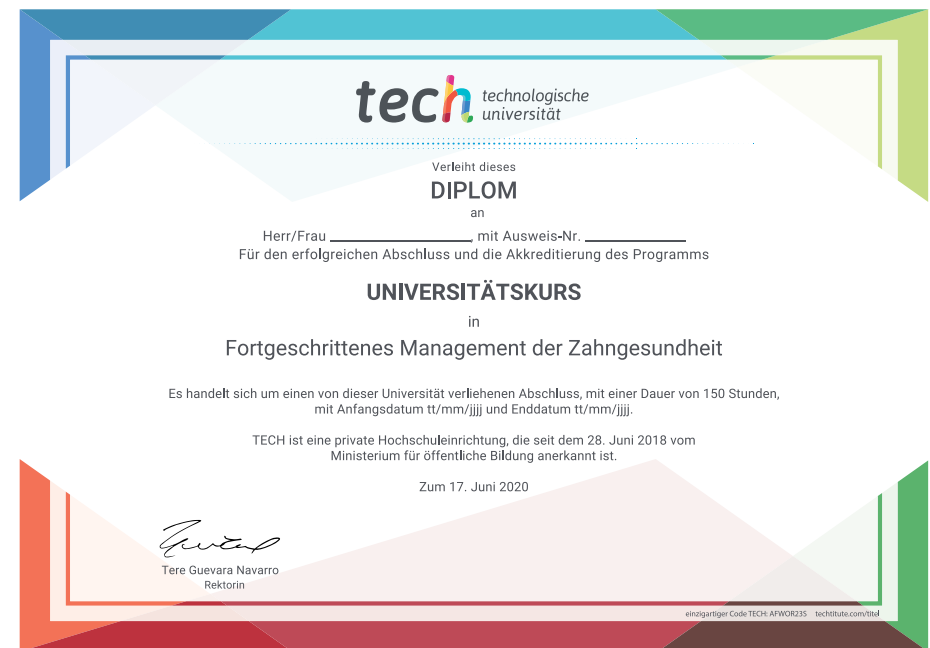 tech technologische
universität
Verleiht dieses
DIPLOM
an
Herr/Frau ____________________, mit Ausweis-Nr. ______________
Für den erfolgreichen Abschluss und die Akkreditierung des Programms
UNIVERSITÄTSKURS
in
Fortgeschrittenes Management der Zahngesundheit
Es handelt sich um einen von dieser Universität verliehenen Abschluss, mit einer Dauer von 150 Stunden,
mit Anfangsdatum tt/mm/jjjj und Enddatum tt/mm/jjjj.
TECH ist eine private Hochschuleinrichtung, die seit dem 28. Juni 2018 vom
Ministerium für öffentliche Bildung anerkannt ist.
Zum 17. Juni 2020
Tere Guevara Navarro
Rektorin
einzigartiger Code TECH: AFWOR23S techtitute.com/titel